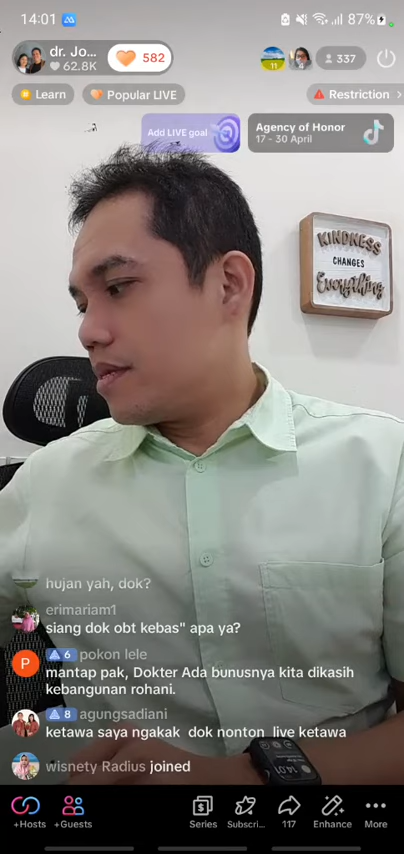 14:01
87%
dr. Jo...
62.8K
582
11
337
Learn
Popular LIVE
Restriction
Add LIVE goal
Agency of Honor
17 - 30 April
KINDNESS
CHANGES
Everything
hujan yah, dok?
erimariam1
siang dok obt kebas" apa ya?
P
6 pokon lele
mantap pak, Dokter Ada bunusnya kita dikasih
kebangunan rohani.
8 agungsadiani
ketawa saya ngakak dok nonton live ketawa
wisnety Radius joined
14:01
+Hosts
+Guests
Series
Subscri...
117
Enhance
More